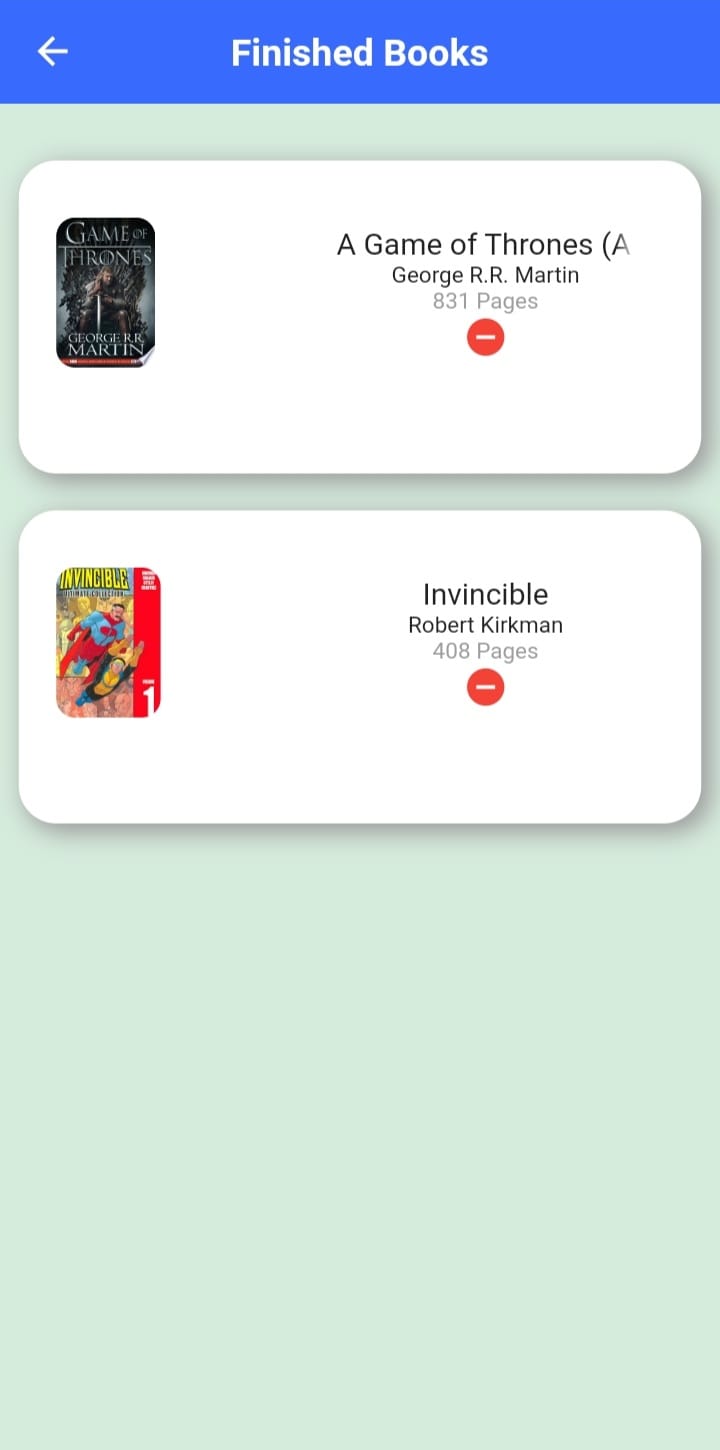 Finished Books
GAME OF
THRONES
GEORGE R.R.
MARTIN
A Game of Thrones (A
George R.R. Martin
831 Pages
INVINCIBLE
ULTIMATE COLLECTION
1
Invincible
Robert Kirkman
408 Pages